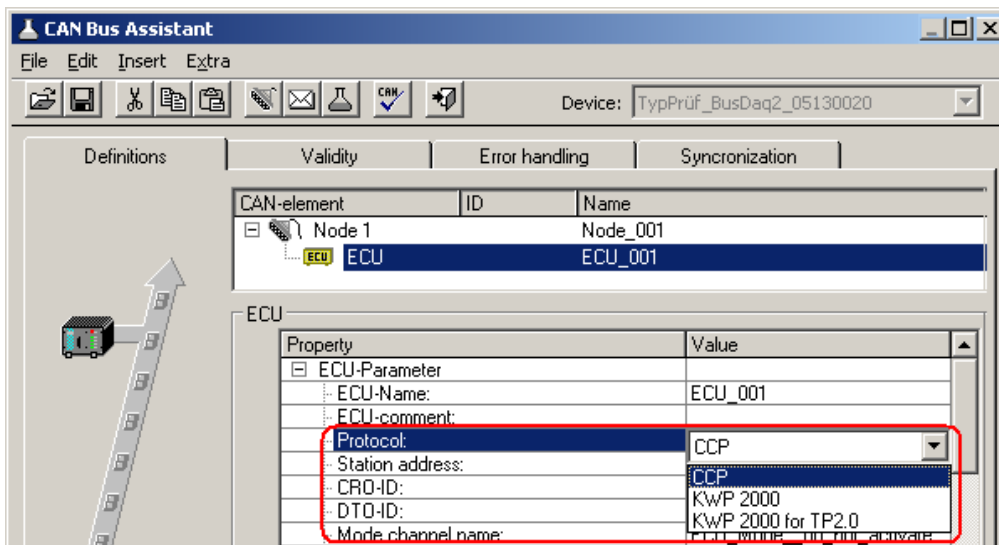 CAN Bus Assistant
File Edit Insert Extra
CAN Device: TypPrüf_BusDaq2_05130020
Definitions Validity Error handling Syncronization
CAN-element ID Name
Node 1 Node_001
ECU ECU ECU_001
ECU
Property Value
ECU-Parameter
ECU-Name: ECU_001
ECU-comment:
Protocol: CCP
Station address: CCP
CRO-ID: KWP 2000
DTO-ID: KWP 2000 for TP2.0
Mode channel name: